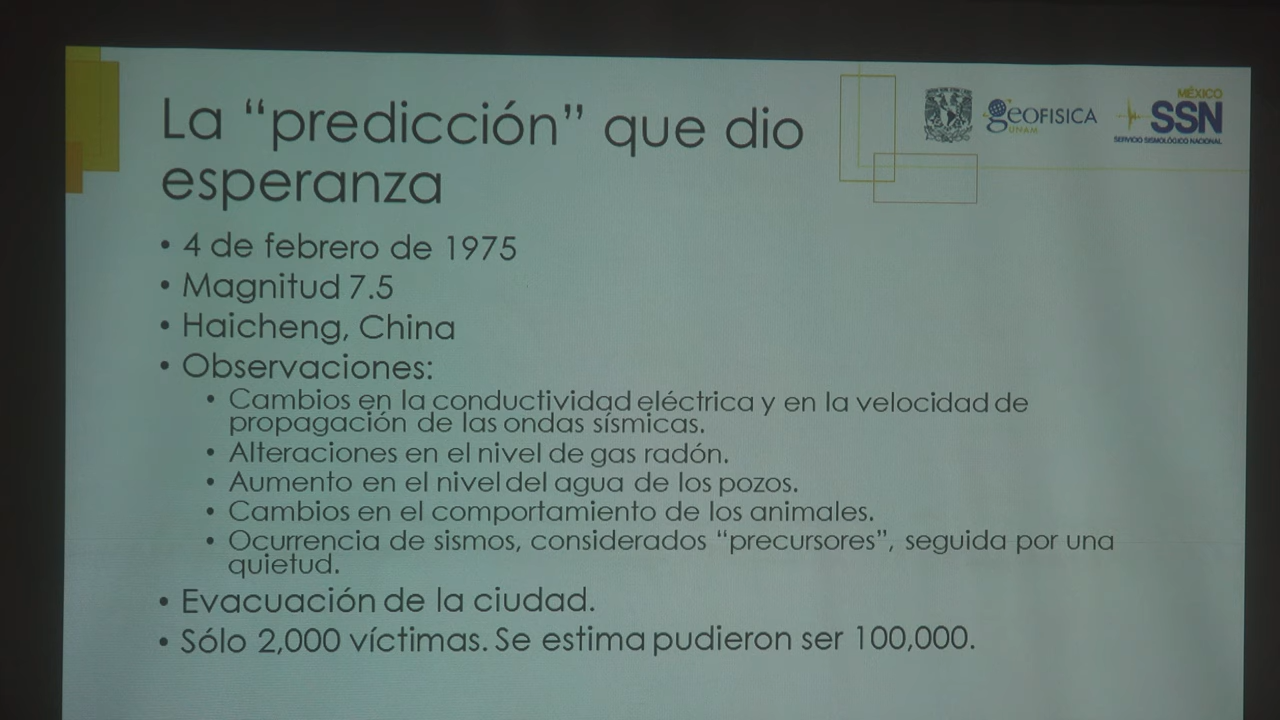 La “predicción” que dio
esperanza
GEOFISICA
UNAM
MÉXICO
SSN
SERVICIO SISMOLÓGICO NACIONAL
• 4 de febrero de 1975
• Magnitud 7.5
• Haicheng, China
• Observaciones:
• Cambios en la conductividad eléctrica y en la velocidad de
propagación de las ondas sísmicas.
• Alteraciones en el nivel de gas radón.
• Aumento en el nivel del agua de los pozos.
• Cambios en el comportamiento de los animales.
• Ocurrencia de sismos, considerados “precursores”, seguida por una
quietud.
• Evacuación de la ciudad.
• Sólo 2,000 víctimas. Se estima pudieron ser 100,000.